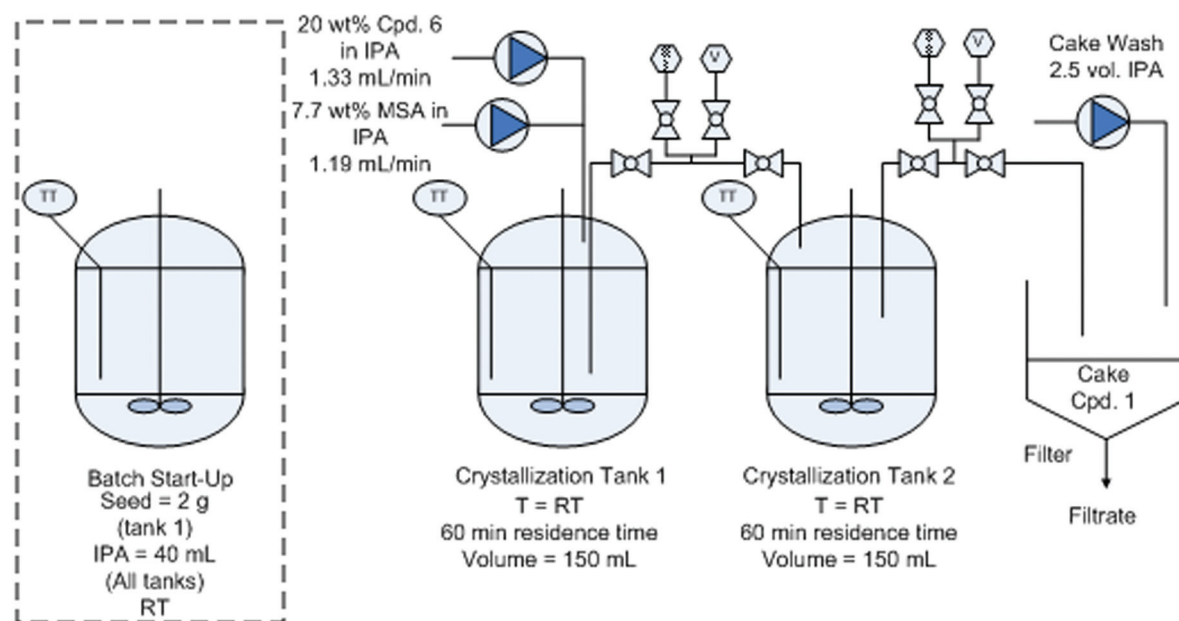 20 wt% Cpd. 6
in IPA
1.33 mL/min
7.7 wt% MSA in
IPA
1.19 mL/min
V
V
Cake Wash
2.5 vol. IPA
TT
TT
TT
Batch Start-Up
Seed = 2 g
(tank 1)
IPA = 40 mL
(All tanks)
RT
Crystallization Tank 1
T = RT
60 min residence time
Volume = 150 mL
Crystallization Tank 2
T = RT
60 min residence time
Volume = 150 mL
Cake
Cpd. 1
Filter
Filtrate